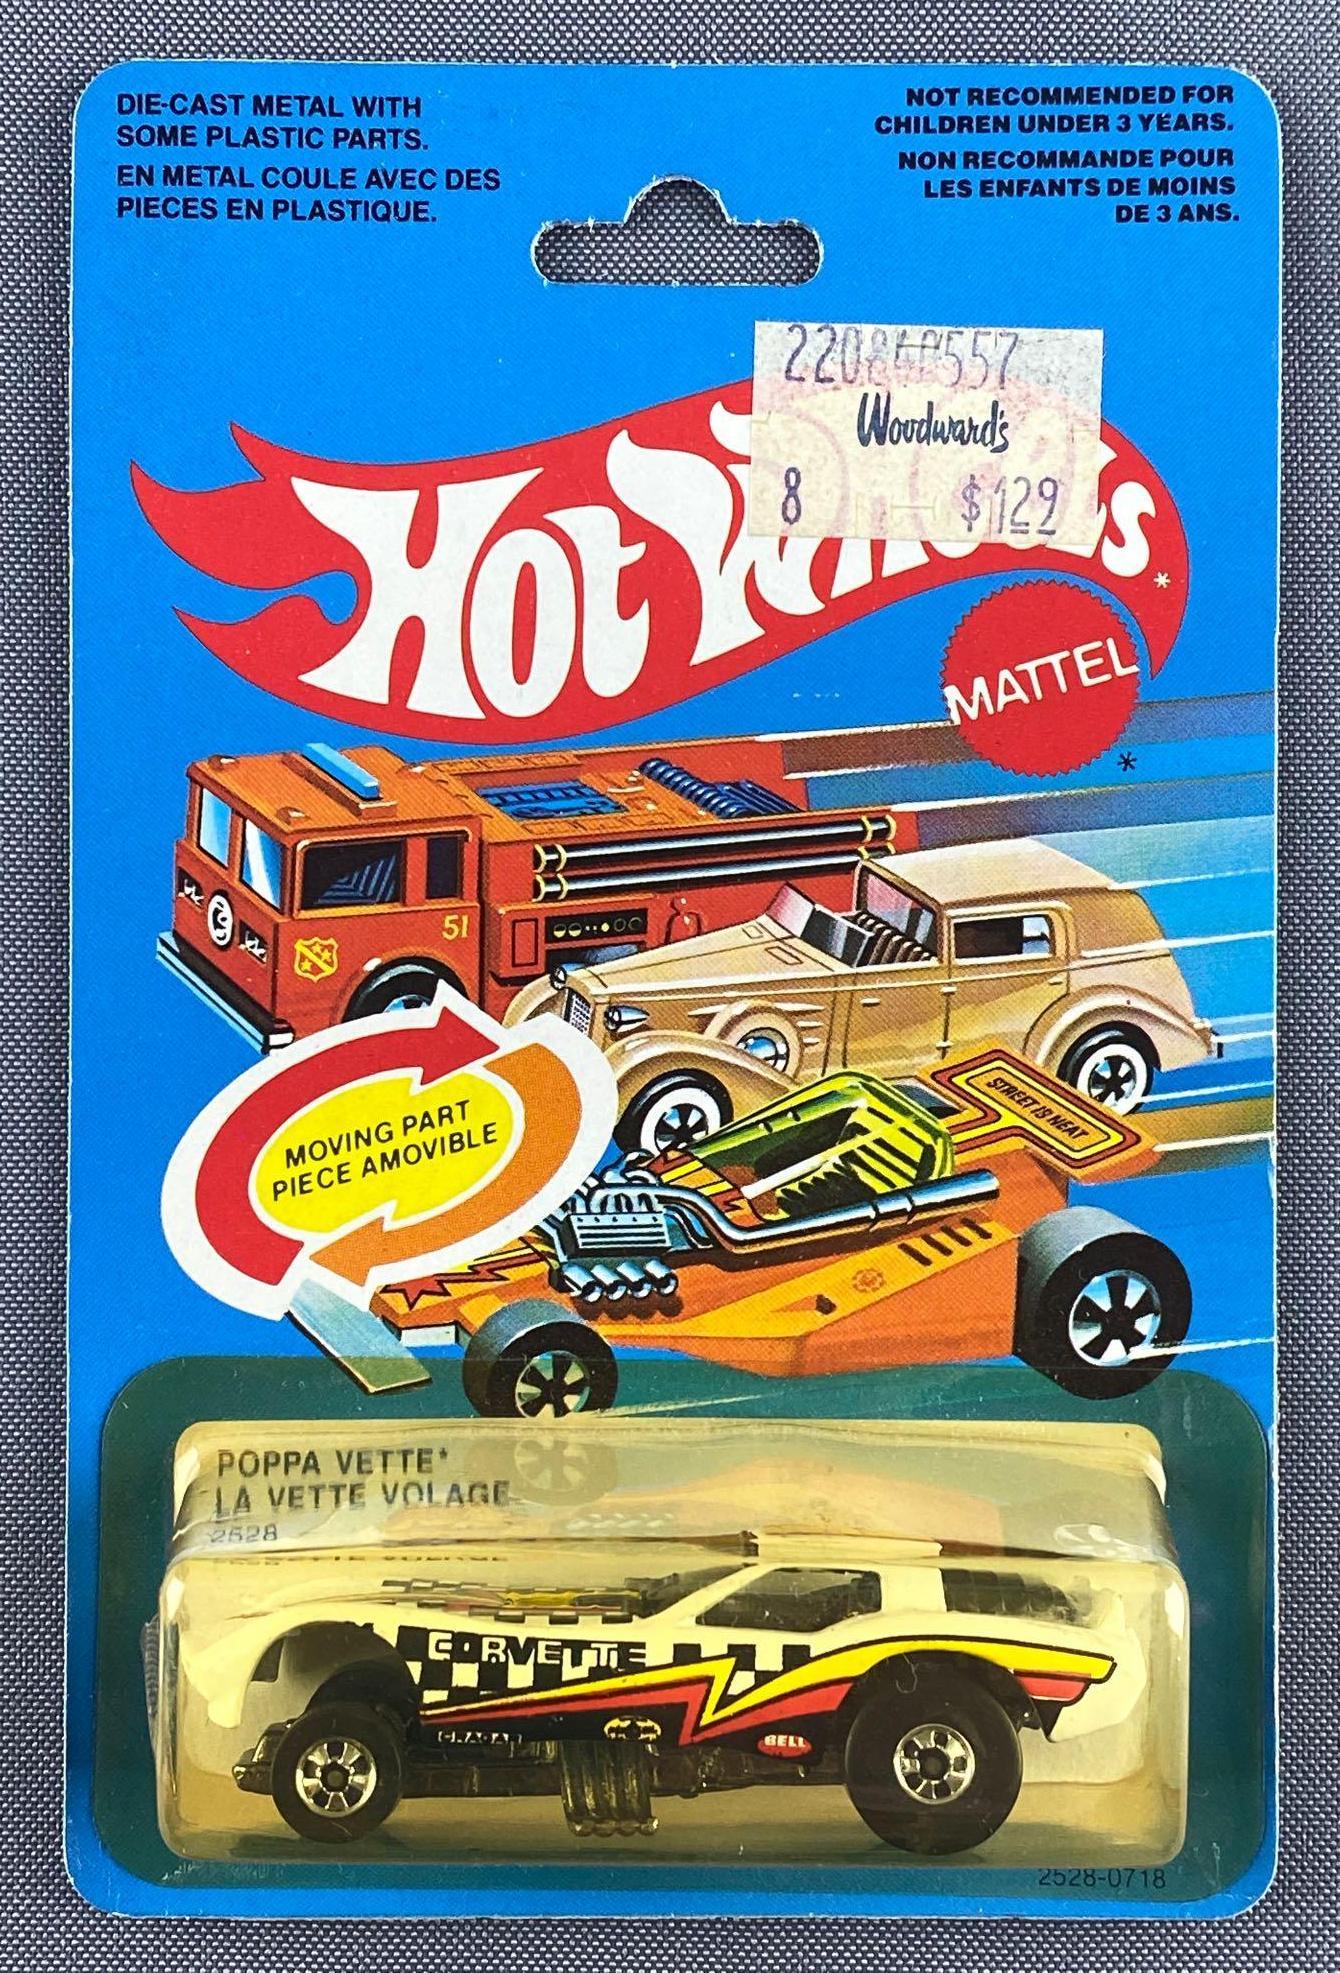 DIE-CAST METAL WITH
SOME PLASTIC PARTS.
EN METAL COULE AVEC DES
PIECES EN PLASTIQUE.
NOT RECOMMENDED FOR
CHILDREN UNDER 3 YEARS.
NON RECOMMANDE POUR
LES ENFANTS DE MOINS
DE 3 ANS.
Woodward's
8 $129
HOT WHEELS*
MATTEL*
51
STREET IS NEAT
MOVING PART
PIECE AMOVIBLE
POPPA VETTE*
LA VETTE VOLAGE
2528
CORVETTE
CRAGAR
BELL
2528-0718